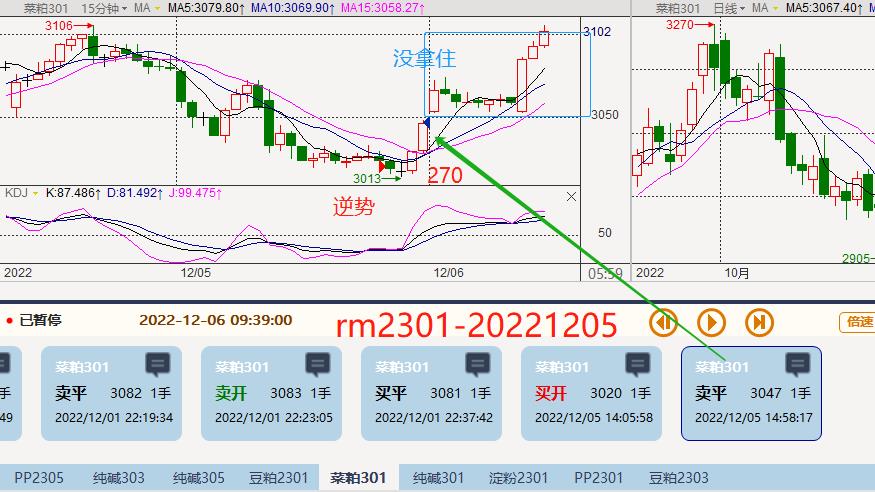 菜粕301 15分钟 MA MA5:3079.80↑ MA10:3069.90↑ MA15:3058.27↑
菜粕301 日线 MA MA5:3067.40↑
3106
没拿住
3102
3050
3013
270
3270
2905
KDJ K:87.486↑ D:81.492↑ J:99.475↑
逆势
50
2022 12/05 12/06 05:59
2022 10月
已暂停 2022-12-06 09:39:00 rm2301-20221205 倍速
手
49
菜粕301
卖平 3082 1手
2022/12/01 22:19:34
菜粕301
卖开 3083 1手
2022/12/01 22:23:05
菜粕301
买平 3081 1手
2022/12/01 22:37:42
菜粕301
买开 3020 1手
2022/12/05 14:05:58
菜粕301
卖平 3047 1手
2022/12/05 14:58:17
PP2305 纯碱303 纯碱305 豆粕2301 菜粕301 纯碱301 淀粉2301 PP2301 豆粕2303